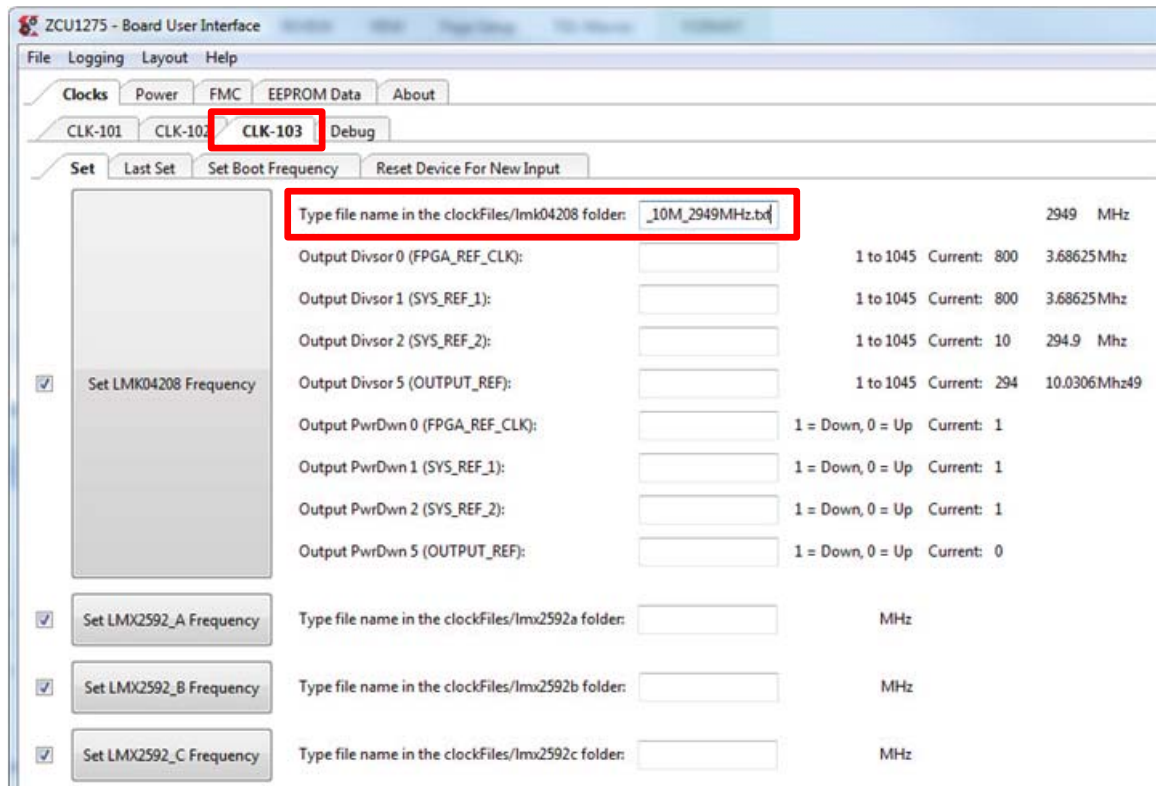 ZCU1275 - Board User Interface
File Logging Layout Help
Clocks Power FMC EEPROM Data About
CLK-101 CLK-102 CLK-103 Debug
Set Last Set Set Boot Frequency Reset Device For New Input
Type file name in the clockFiles/lmk04208 folder: _10M_2949MHz.txt 2949 MHz
Output Divsor 0 (FPGA_REF_CLK): 1 to 1045 Current: 800 3.68625Mhz
Output Divsor 1 (SYS_REF_1): 1 to 1045 Current: 800 3.68625Mhz
Output Divsor 2 (SYS_REF_2): 1 to 1045 Current: 10 294.9 Mhz
Set LMK04208 Frequency Output Divsor 5 (OUTPUT_REF): 1 to 1045 Current: 294 10.0306Mhz49
Output PwrDwn 0 (FPGA_REF_CLK): 1 = Down, 0 = Up Current: 1
Output PwrDwn 1 (SYS_REF_1): 1 = Down, 0 = Up Current: 1
Output PwrDwn 2 (SYS_REF_2): 1 = Down, 0 = Up Current: 1
Output PwrDwn 5 (OUTPUT_REF): 1 = Down, 0 = Up Current: 0
Set LMX2592_A Frequency Type file name in the clockFiles/lmx2592a folder: MHz
Set LMX2592_B Frequency Type file name in the clockFiles/lmx2592b folder: MHz
Set LMX2592_C Frequency Type file name in the clockFiles/lmx2592c folder: MHz